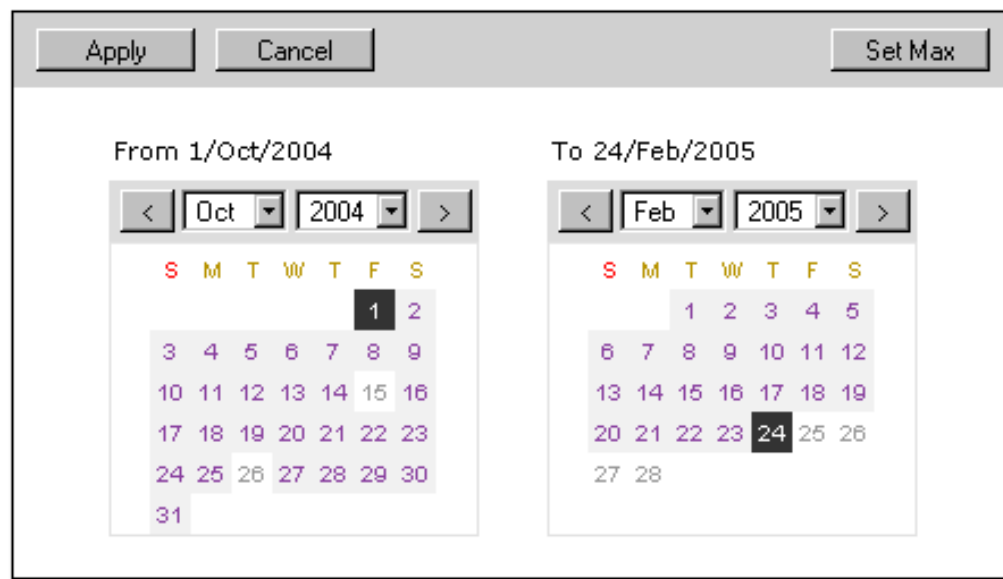 Apply Cancel Set Max
From 1/Oct/2004 To 24/Feb/2005
< Oct 2004 > < Feb 2005 >
S M T W T F S S M T W T F S
1 2 1 2 3 4 5
3 4 5 6 7 8 9 6 7 8 9 10 11 12
10 11 12 13 14 15 16 13 14 15 16 17 18 19
17 18 19 20 21 22 23 20 21 22 23 24 25 26
24 25 26 27 28 29 30 27 28
31